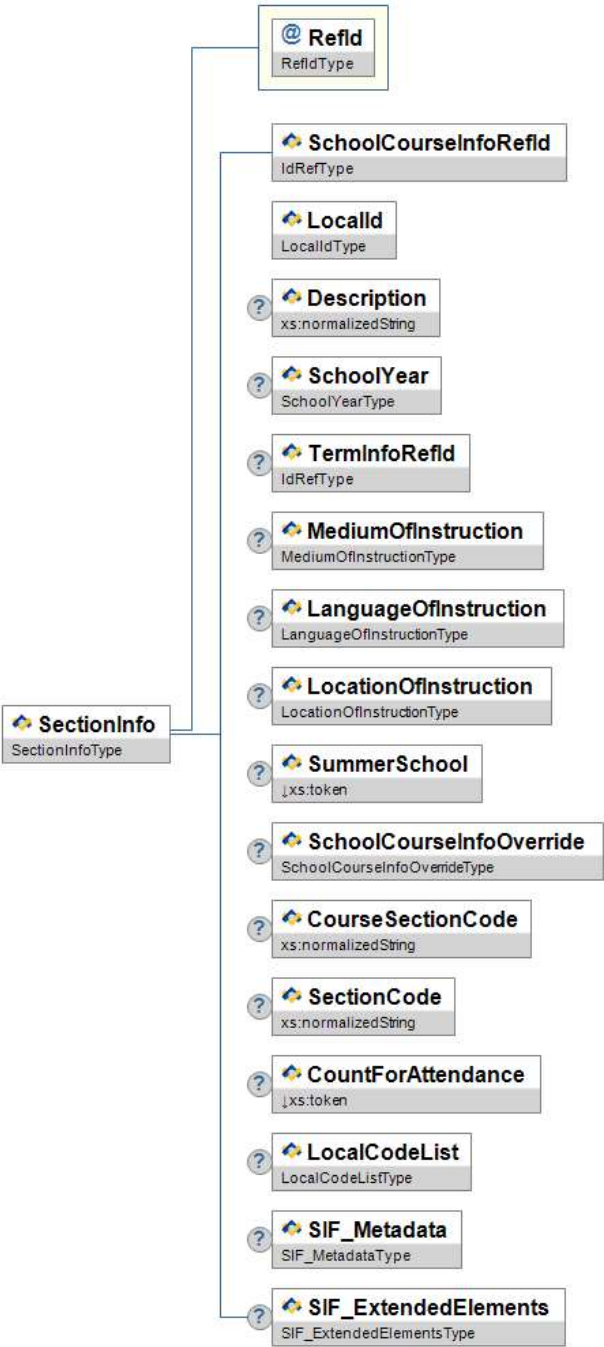 @ RefId
RefIdType
SchoolCourseInfoRefId
IdRefType
LocalId
LocalIdType
? Description
xs:normalizedString
? SchoolYear
SchoolYearType
? TermInfoRefId
IdRefType
? MediumOfInstruction
MediumOfInstructionType
? LanguageOfInstruction
LanguageOfInstructionType
? LocationOfInstruction
LocationOfInstructionType
SectionInfo
SectionInfoType
? SummerSchool
↓xs:token
? SchoolCourseInfoOverride
SchoolCourseInfoOverrideType
? CourseSectionCode
xs:normalizedString
? SectionCode
xs:normalizedString
? CountForAttendance
↓xs:token
? LocalCodeList
LocalCodeListType
? SIF_Metadata
SIF_MetadataType
? SIF_ExtendedElements
SIF_ExtendedElementsType